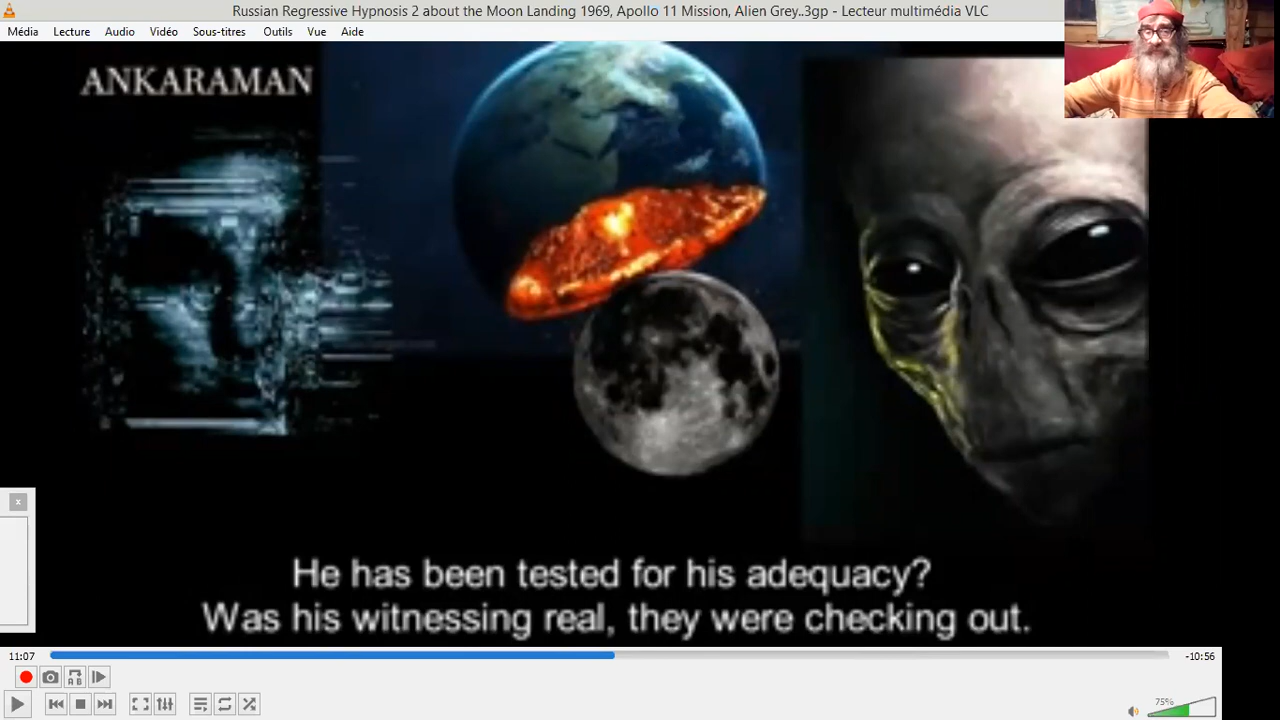 Russian Regressive Hypnosis 2 about the Moon Landing 1969, Apollo 11 Mission, Alien Grey..3gp - Lecteur multimédia VLC
Média Lecture Audio Vidéo Sous-titres Outils Vue Aide
ANKARAMAN
x
He has been tested for his adequacy?
Was his witnessing real, they were checking out.
11:07 -10:56
A B
75%